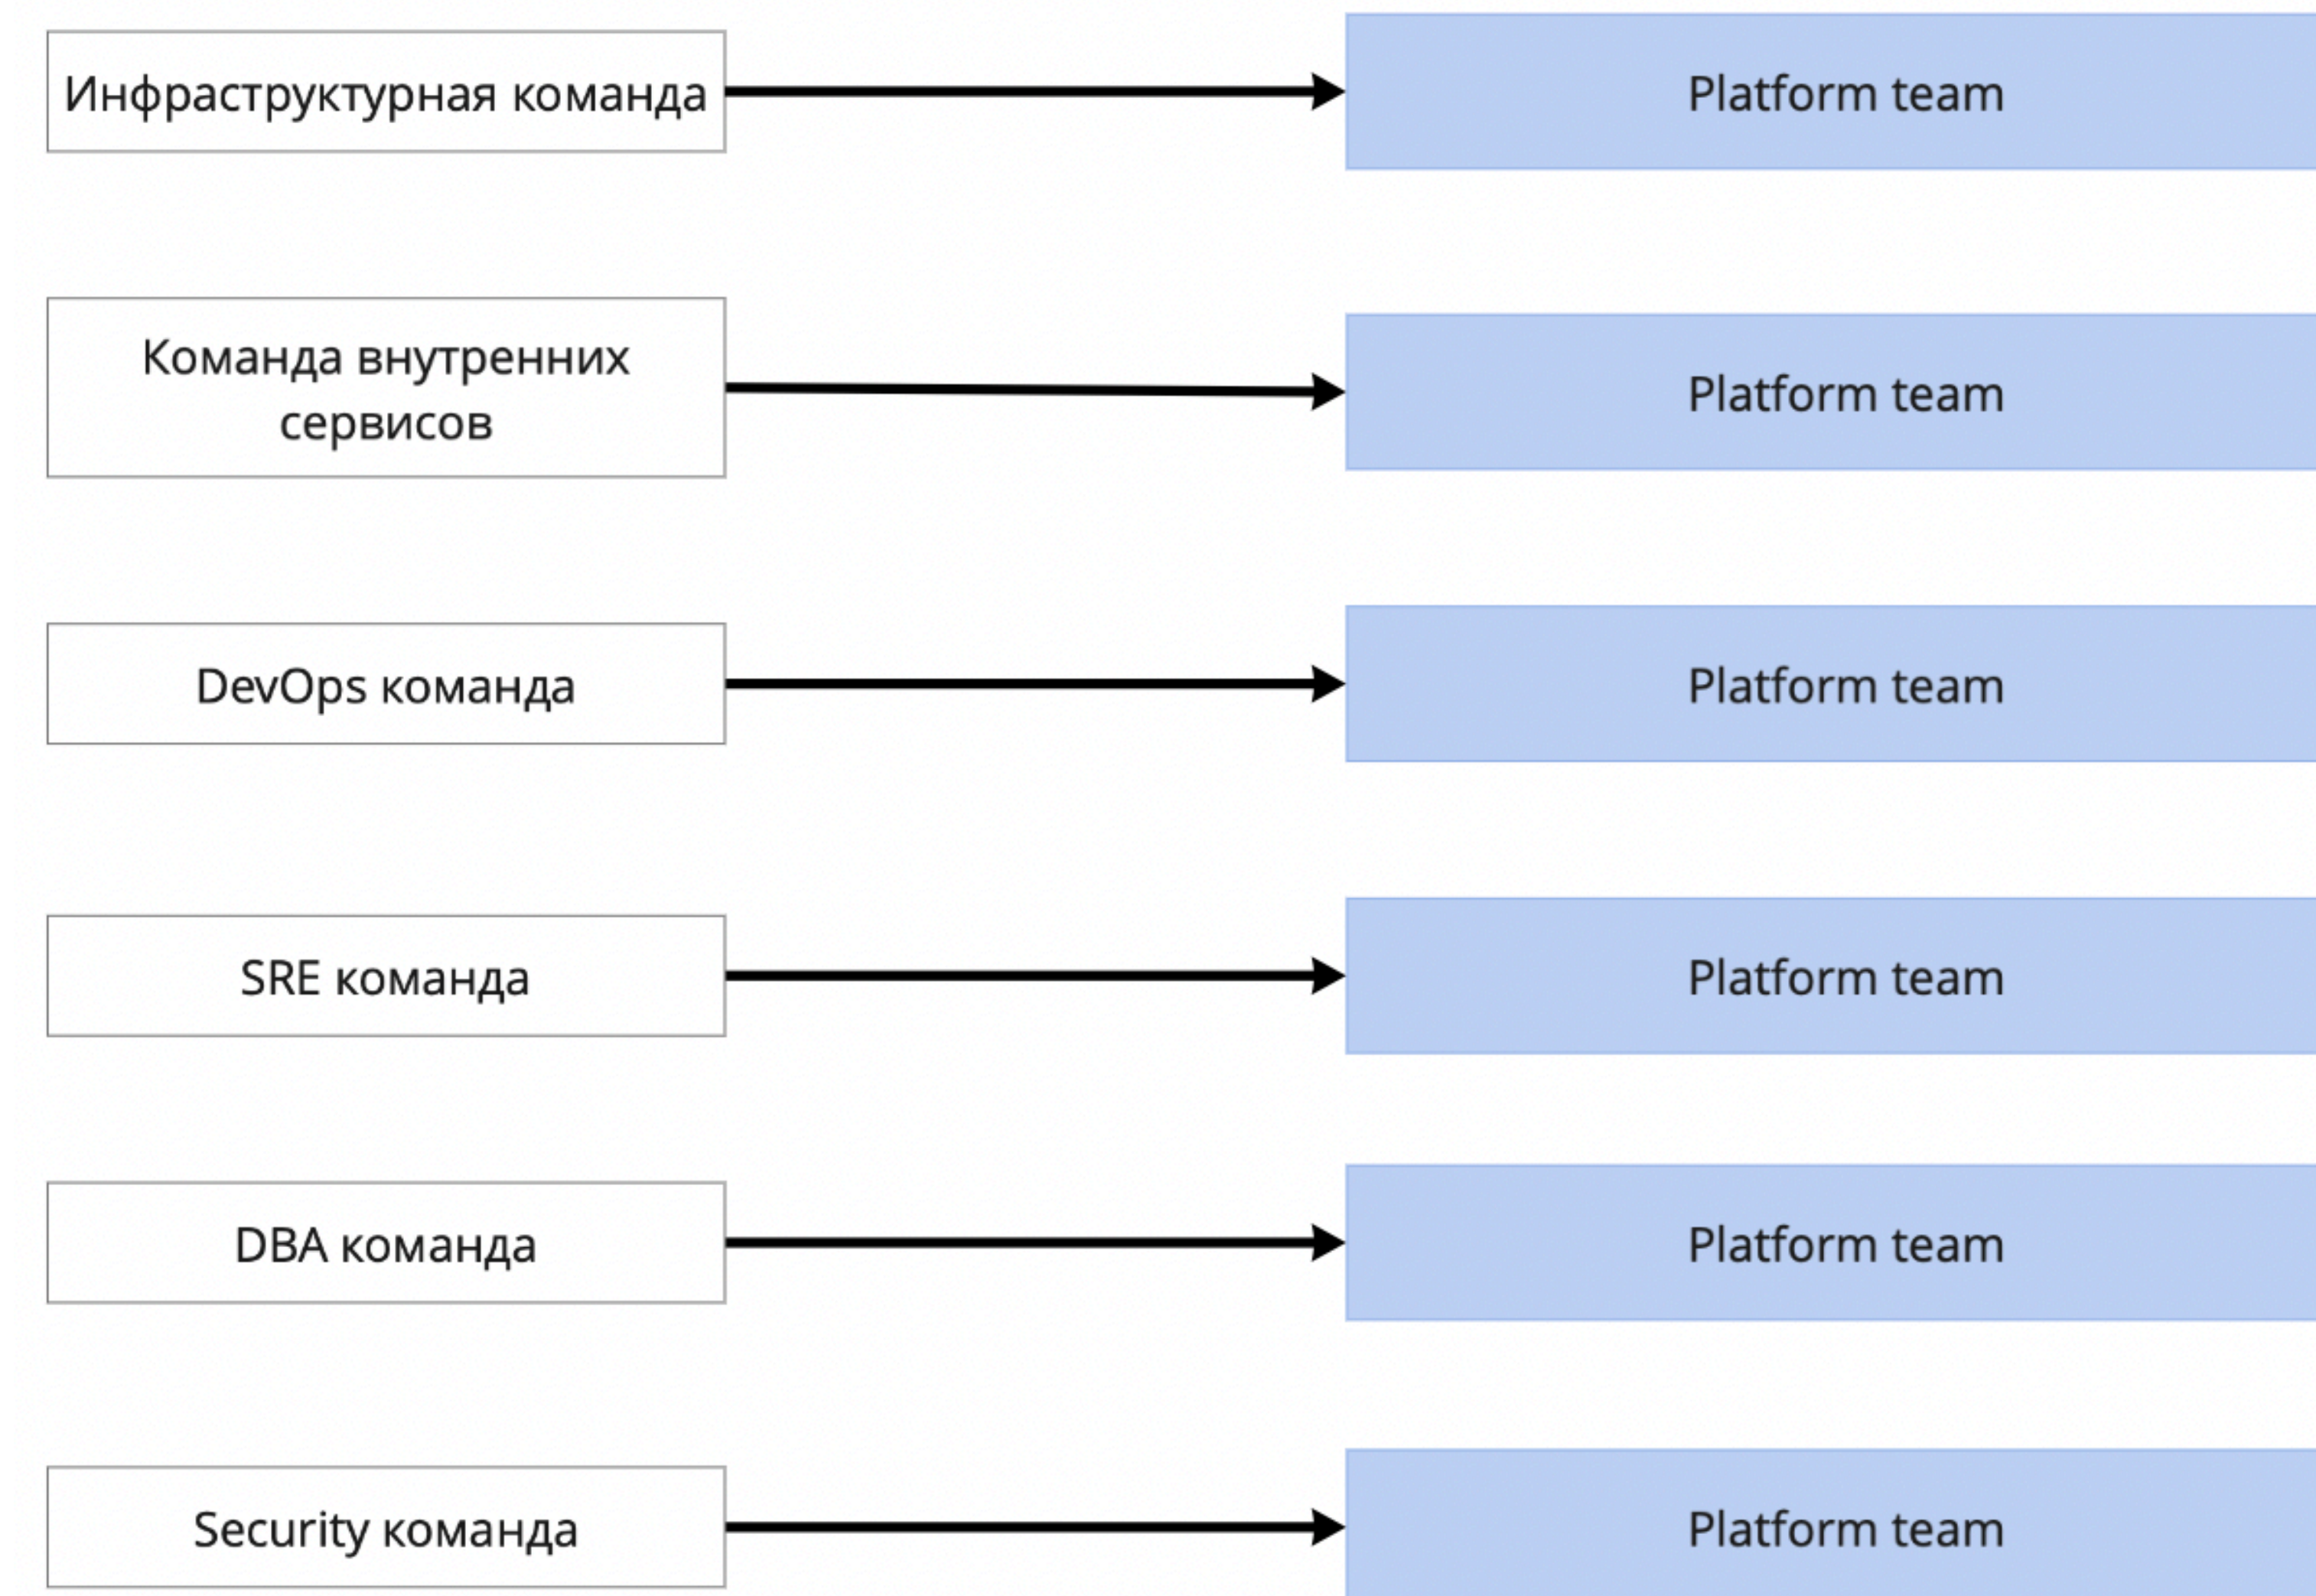 Инфраструктурная команда
Platform team
Команда внутренних
сервисов
Platform team
DevOps команда
Platform team
SRE команда
Platform team
DBA команда
Platform team
Security команда
Platform team